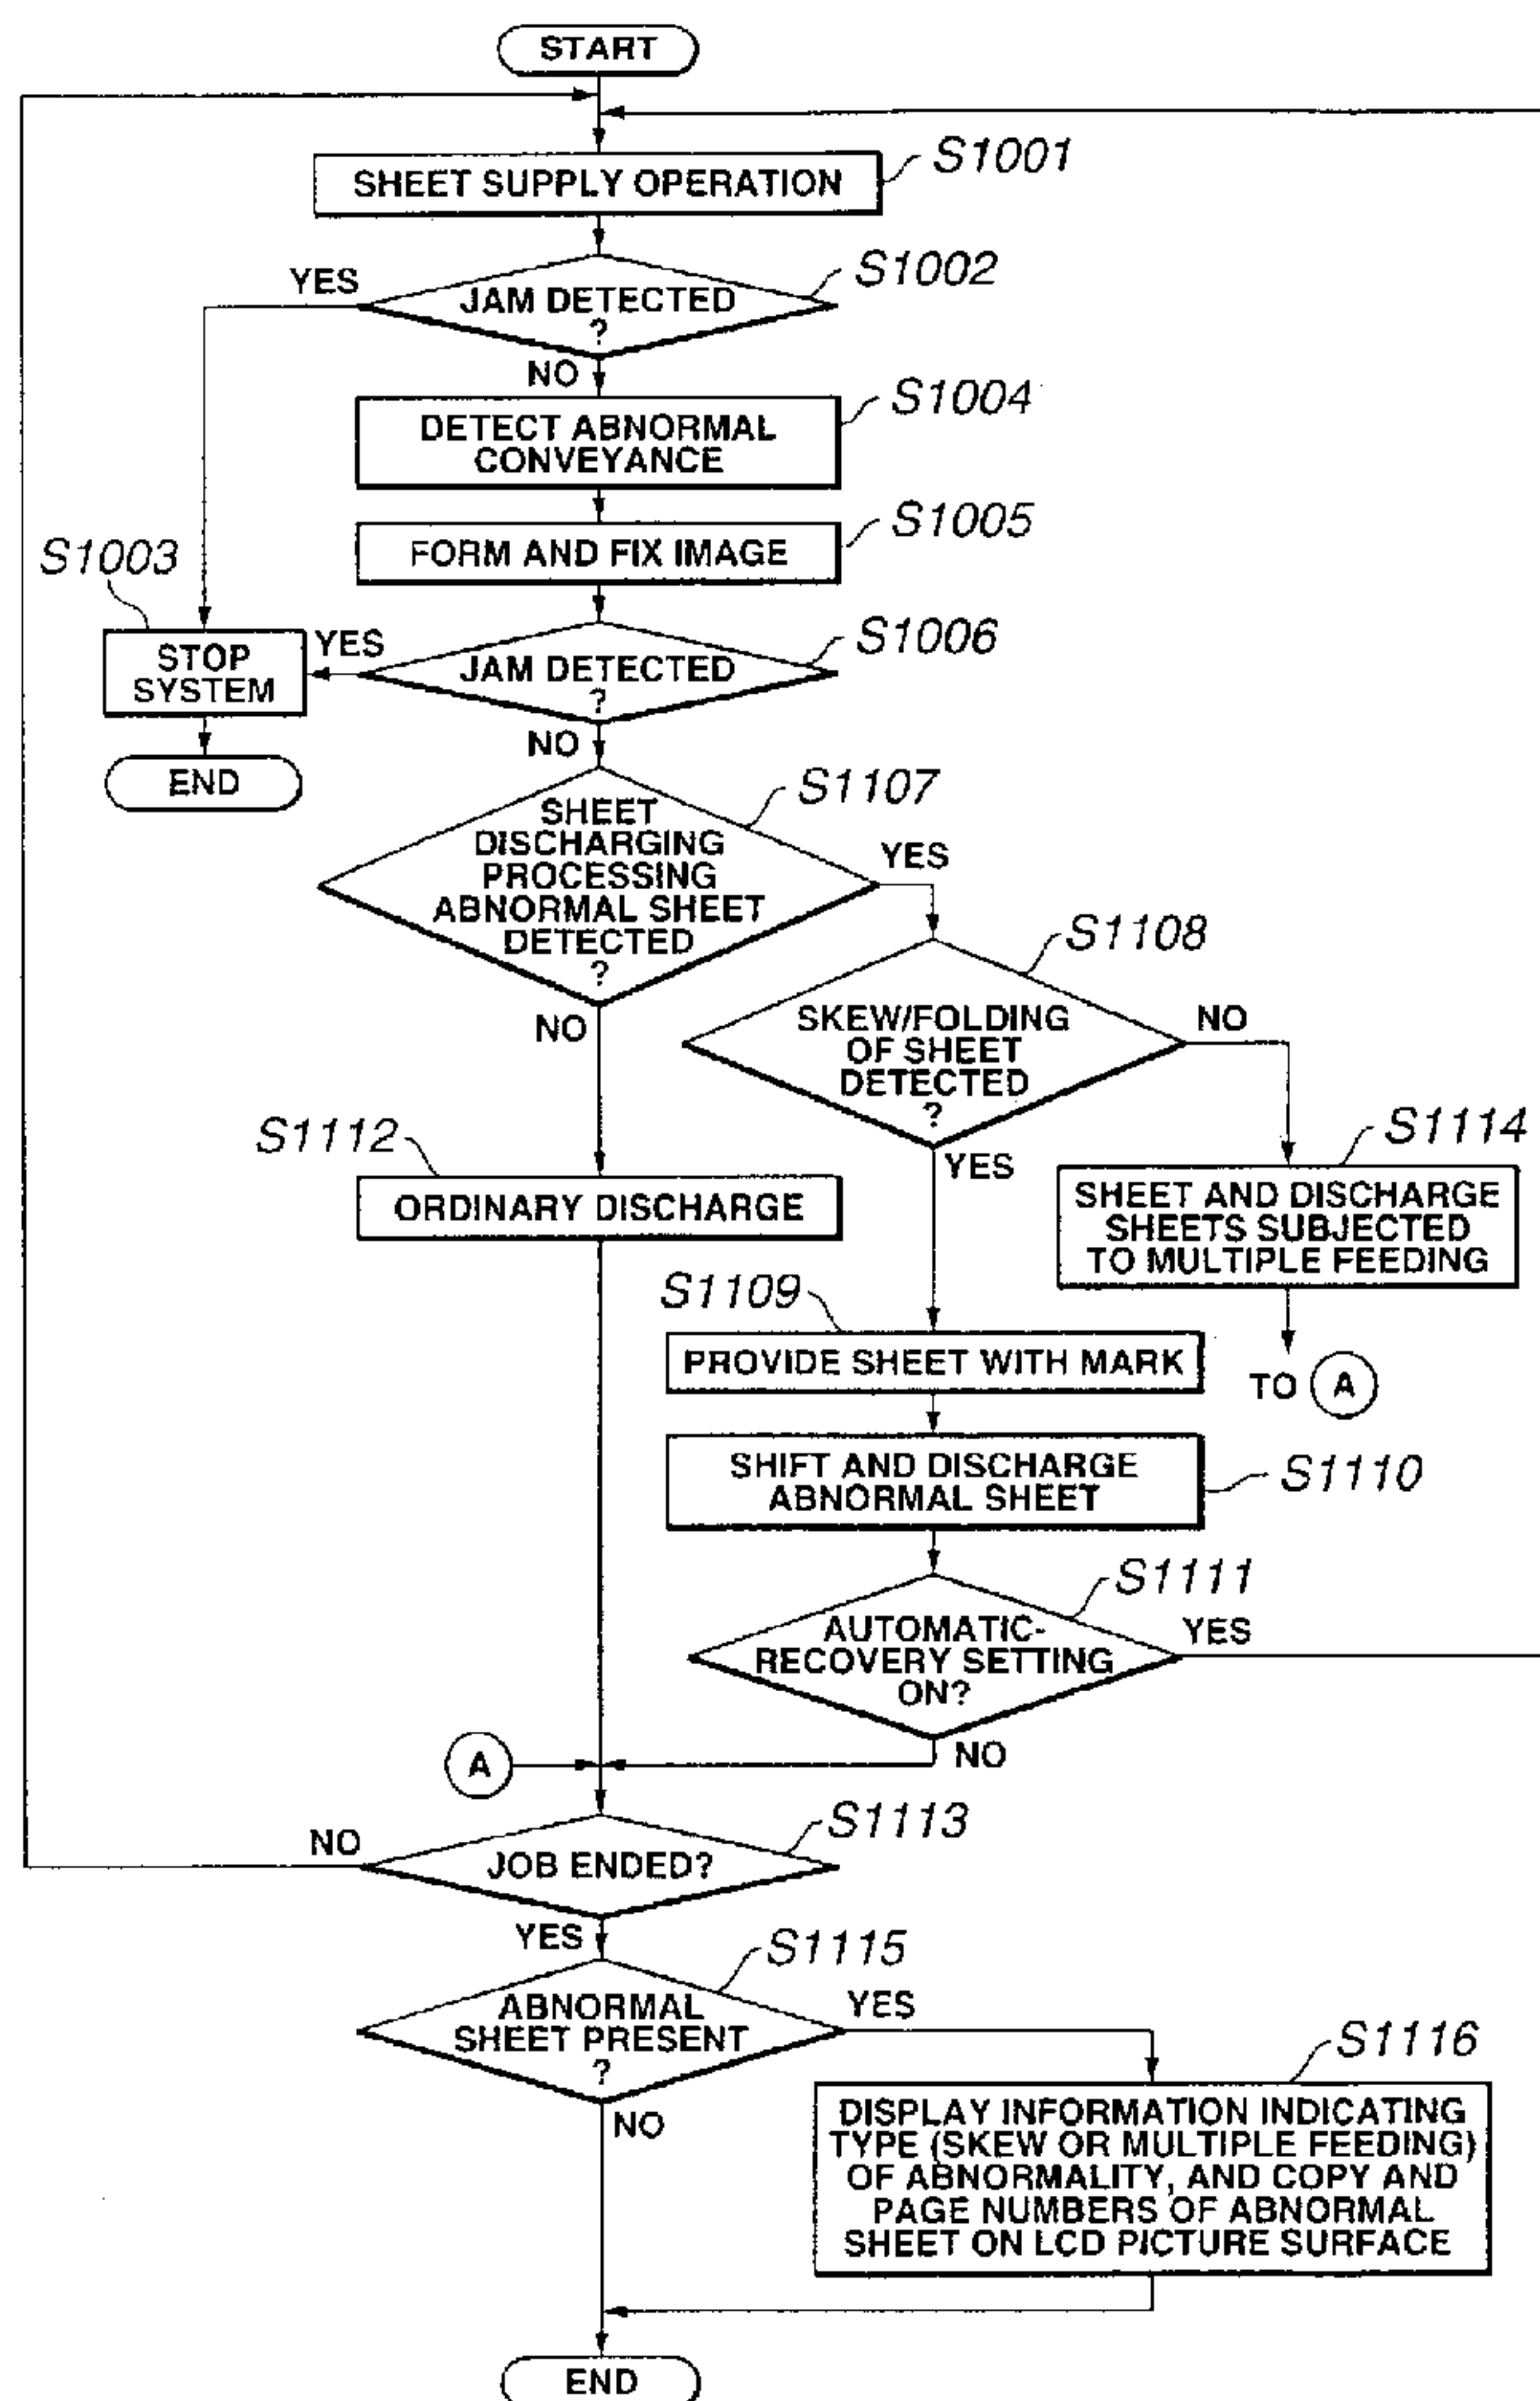 START
SHEET SUPPLY OPERATION
S1001
JAM DETECTED
?
S1002
YES
NO
DETECT ABNORMAL
CONVEYANCE
S1004
FORM AND FIX IMAGE
S1005
S1003
STOP
SYSTEM
END
YES
JAM DETECTED
?
S1006
NO
SHEET
DISCHARGING
PROCESSING
ABNORMAL SHEET
DETECTED
?
S1107
YES
NO
SKEW/FOLDING
OF SHEET
DETECTED
?
S1108
NO
YES
S1112
ORDINARY DISCHARGE
S1114
SHEET AND DISCHARGE
SHEETS SUBJECTED
TO MULTIPLE FEEDING
TO A
S1109
PROVIDE SHEET WITH MARK
SHIFT AND DISCHARGE
ABNORMAL SHEET
S1110
AUTOMATIC-
RECOVERY SETTING
ON?
S1111
YES
NO
A
JOB ENDED?
S1113
NO
YES
ABNORMAL
SHEET PRESENT
?
S1115
YES
NO
S1116
DISPLAY INFORMATION INDICATING
TYPE (SKEW OR MULTIPLE FEEDING)
OF ABNORMALITY, AND COPY AND
PAGE NUMBERS OF ABNORMAL
SHEET ON LCD PICTURE SURFACE
END